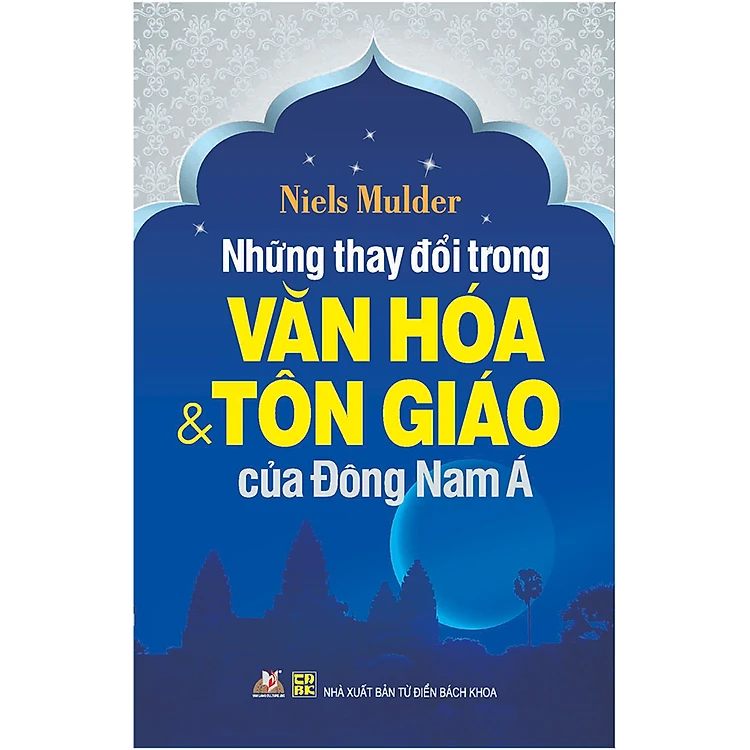 Niels Mulder
Những thay đổi trong
VĂN HÓA
& TÔN GIÁO
của Đông Nam Á
NHÀ XUẤT BẢN TỪ ĐIỂN BÁCH KHOA